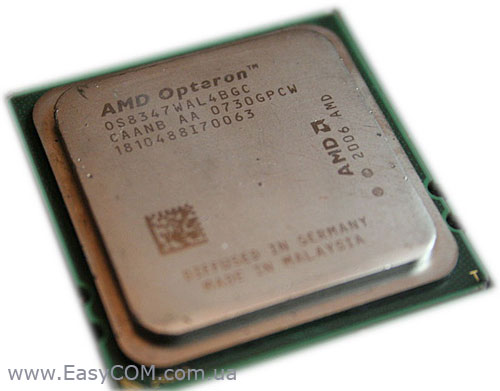 AMD Opteron™
OS8347WAL4BGC
CAANB AA 0730GPCW
1810488I70063
AMD
© 2006 AMD
DIFFUSED IN GERMANY
MADE IN MALAYSIA
T
www.EasyCOM.com.ua